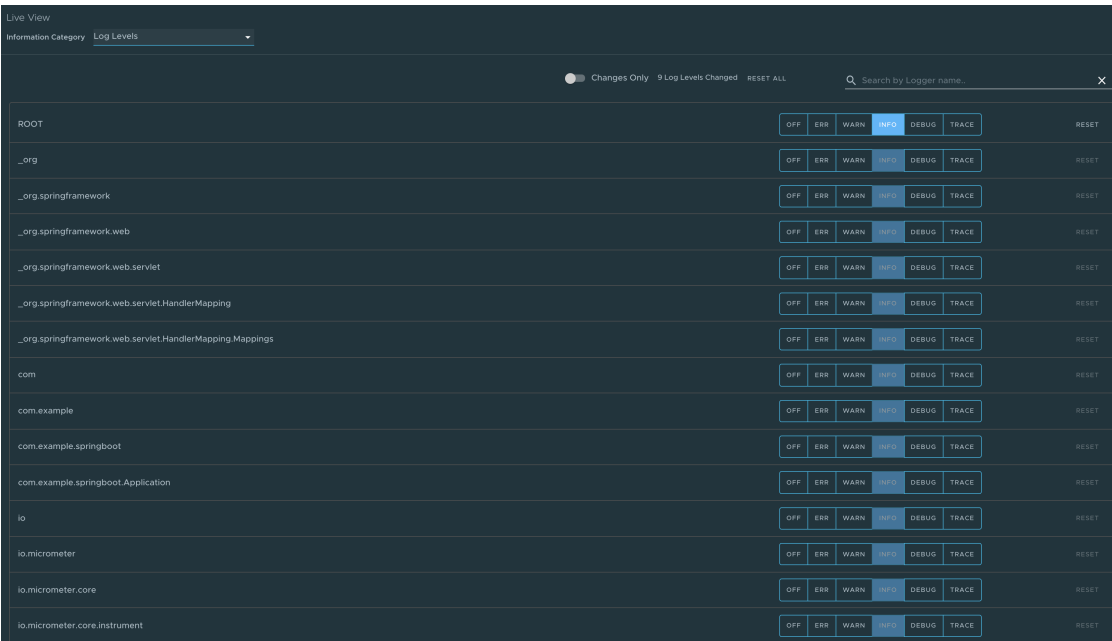 Live View
Information Category Log Levels
Changes Only 9 Log Levels Changed RESET ALL Search by Logger name..
ROOT OFF ERR WARN INFO DEBUG TRACE RESET
_org OFF ERR WARN INFO DEBUG TRACE RESET
_org.springframework OFF ERR WARN INFO DEBUG TRACE RESET
_org.springframework.web OFF ERR WARN INFO DEBUG TRACE RESET
_org.springframework.web.servlet OFF ERR WARN INFO DEBUG TRACE RESET
_org.springframework.web.servlet.HandlerMapping OFF ERR WARN INFO DEBUG TRACE RESET
_org.springframework.web.servlet.HandlerMapping.Mappings OFF ERR WARN INFO DEBUG TRACE RESET
com OFF ERR WARN INFO DEBUG TRACE RESET
com.example OFF ERR WARN INFO DEBUG TRACE RESET
com.example.springboot OFF ERR WARN INFO DEBUG TRACE RESET
com.example.springboot.Application OFF ERR WARN INFO DEBUG TRACE RESET
io OFF ERR WARN INFO DEBUG TRACE RESET
io.micrometer OFF ERR WARN INFO DEBUG TRACE RESET
io.micrometer.core OFF ERR WARN INFO DEBUG TRACE RESET
io.micrometer.core.instrument OFF ERR WARN INFO DEBUG TRACE RESET